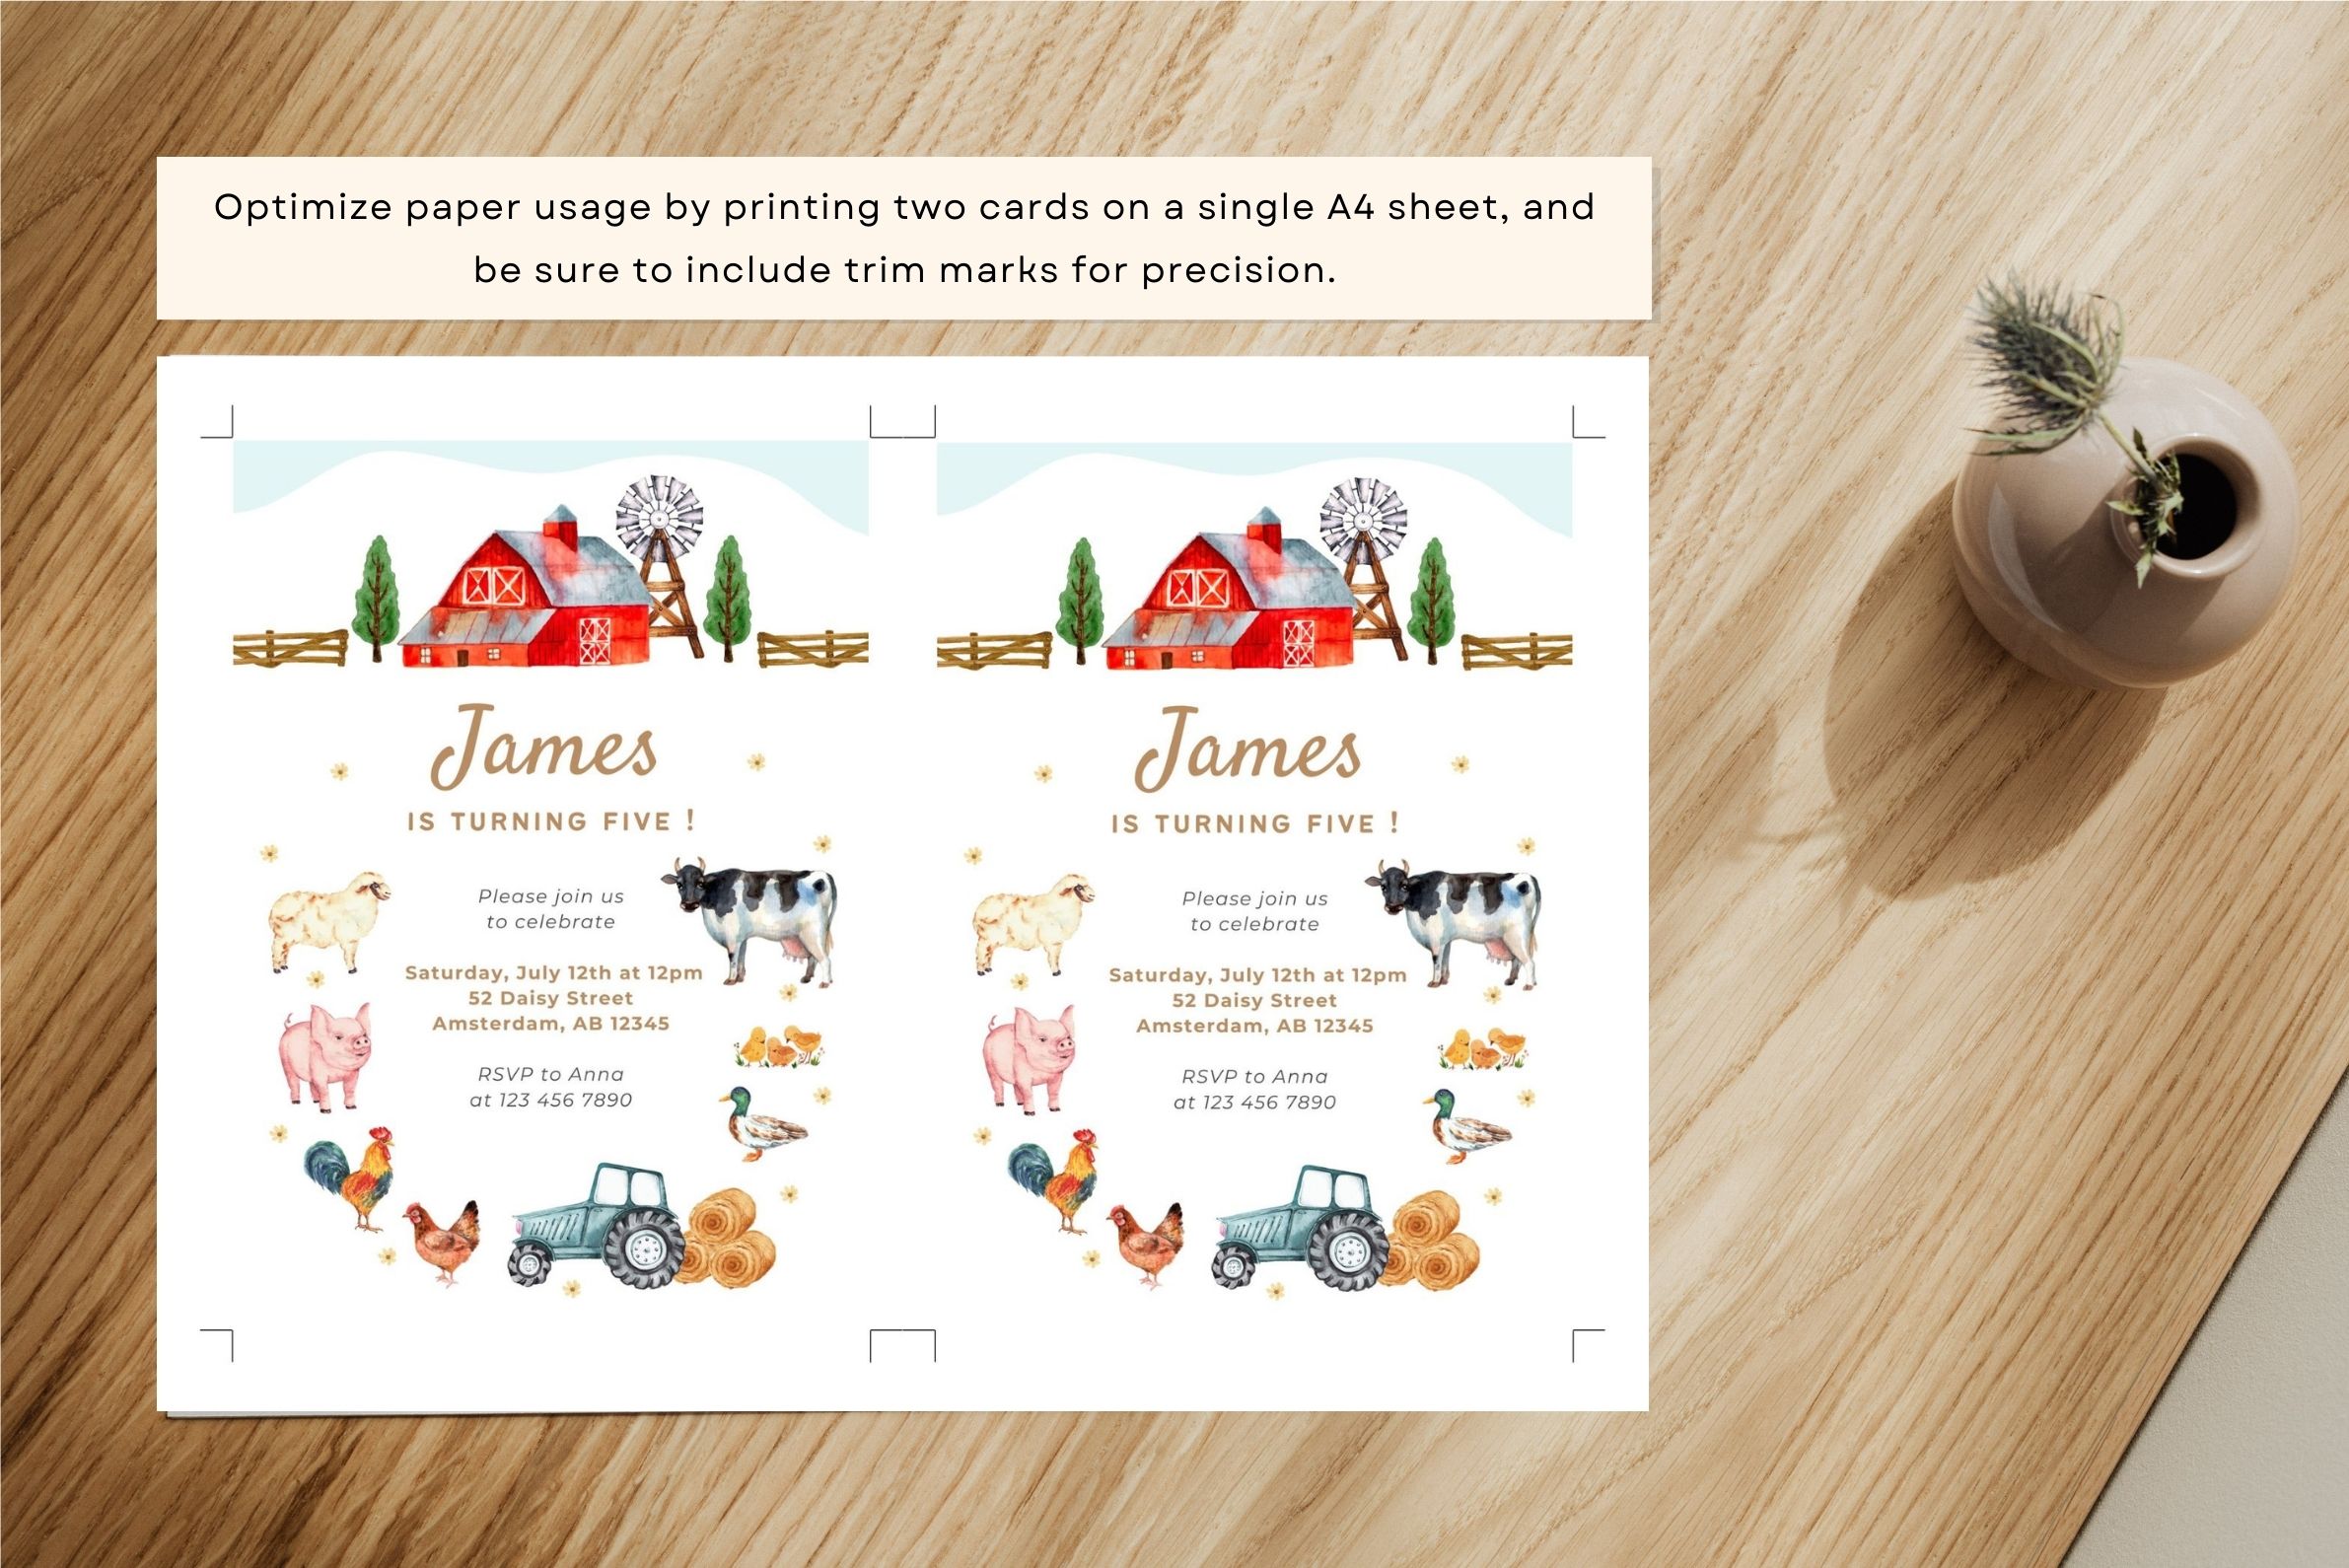 Optimize paper usage by printing two cards on a single A4 sheet, and
be sure to include trim marks for precision.
James
IS TURNING FIVE !
Please join us
to celebrate
Saturday, July 12th at 12pm
52 Daisy Street
Amsterdam, AB 12345
RSVP to Anna
at 123 456 7890
James
IS TURNING FIVE !
Please join us
to celebrate
Saturday, July 12th at 12pm
52 Daisy Street
Amsterdam, AB 12345
RSVP to Anna
at 123 456 7890